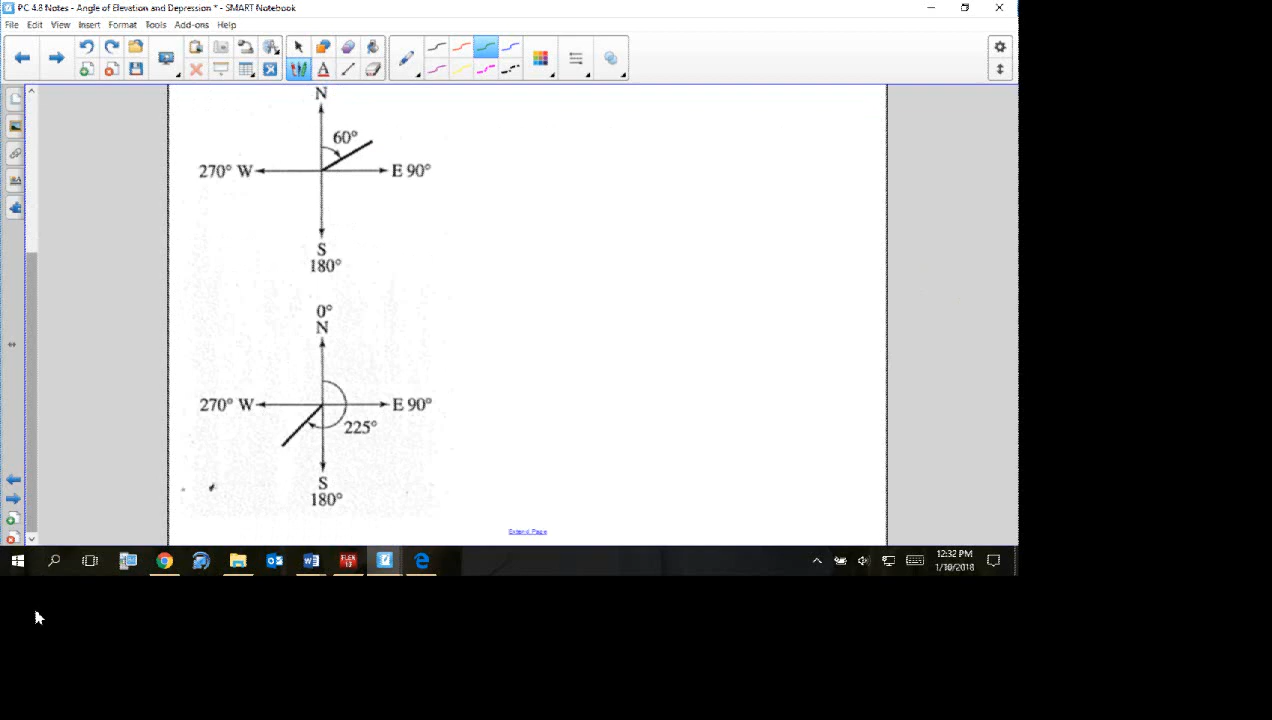 PC 4.8 Notes - Angle of Elevation and Depression * - SMART Notebook
File Edit View Insert Format Tools Add-ons Help
N
60°
270° W E 90°
S
180°
0°
N
270° W E 90°
225°
S
180°
Extend Page
12:32 PM
1/10/2018